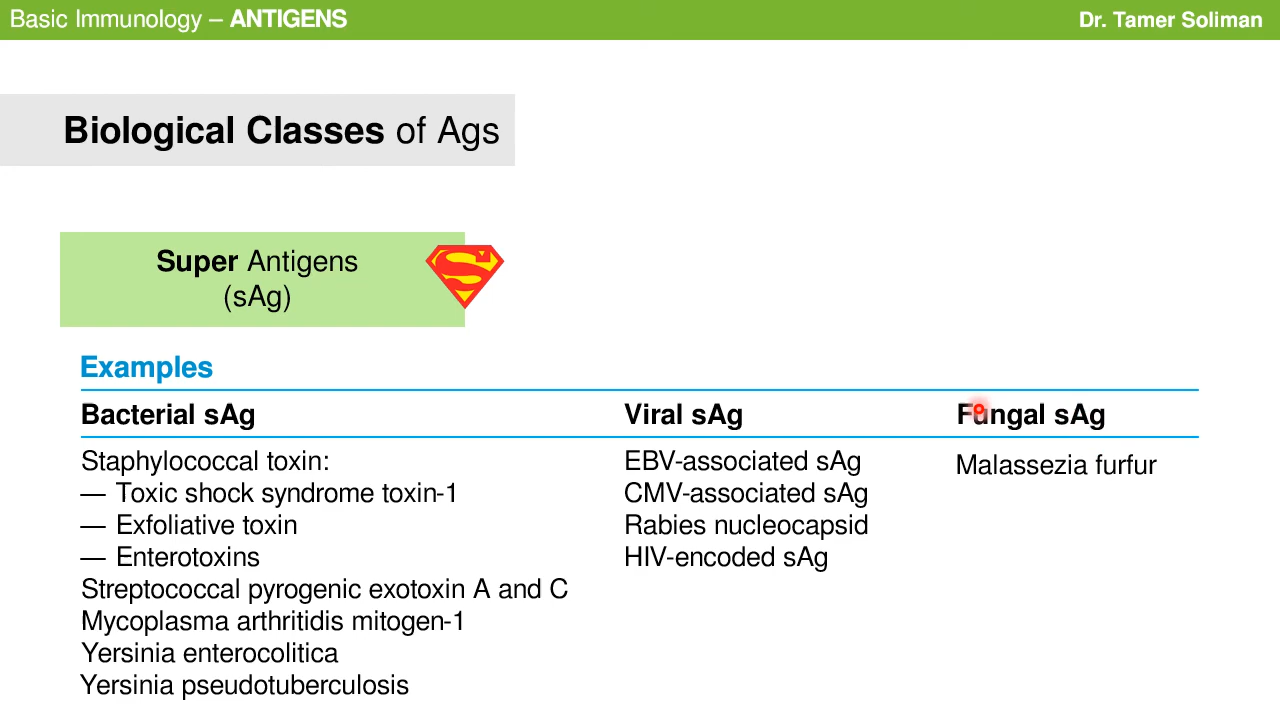 Basic Immunology – ANTIGENS
Dr. Tamer Soliman
Biological Classes of Ags
Super Antigens
(sAg)
S
Examples
Bacterial sAg
Viral sAg
Fungal sAg
Staphylococcal toxin:
— Toxic shock syndrome toxin-1
— Exfoliative toxin
— Enterotoxins
Streptococcal pyrogenic exotoxin A and C
Mycoplasma arthritidis mitogen-1
Yersinia enterocolitica
Yersinia pseudotuberculosis
EBV-associated sAg
CMV-associated sAg
Rabies nucleocapsid
HIV-encoded sAg
Malassezia furfur